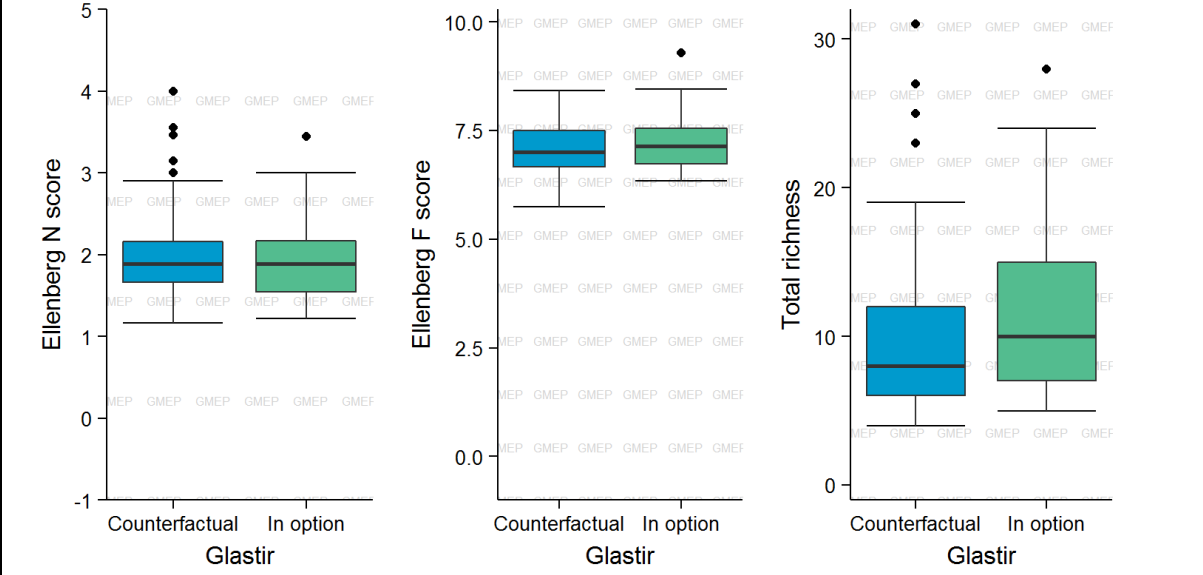 Ellenberg N score
5
4
3
2
1
0
-1
Counterfactual In option
Glastir
Ellenberg F score
10.0
7.5
5.0
2.5
0.0
Counterfactual In option
Glastir
Total richness
30
20
10
0
Counterfactual In option
Glastir
GMEP